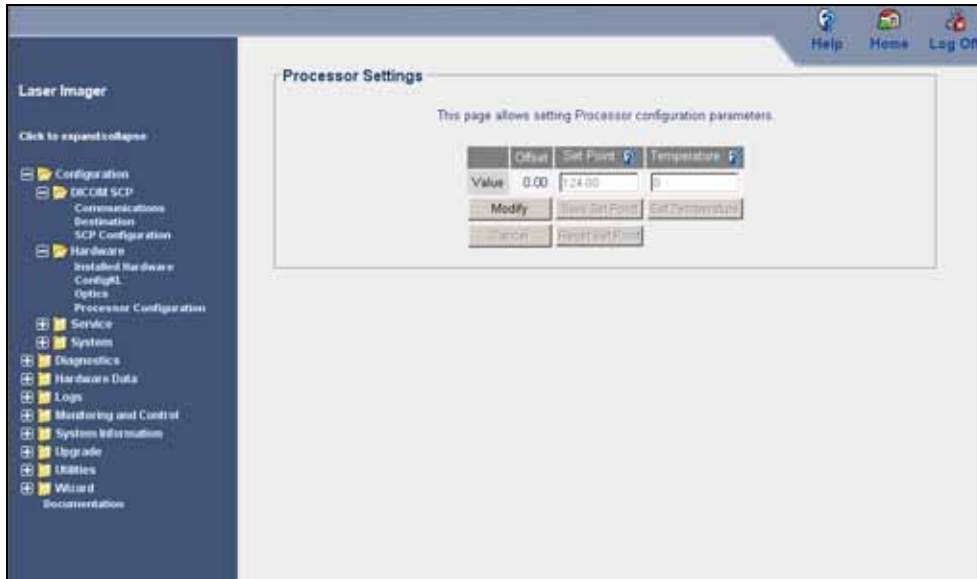 Help Home Log Off
Laser Imager
Click to expand/collapse
Configuration
DICOM SCP
Communications
Destination
SCP Configuration
Hardware
Installed Hardware
ConfigKL
Optics
Processor Configuration
Service
System
Diagnostics
Hardware Data
Logs
Monitoring and Control
System Information
Upgrade
Utilities
Wizard
Documentation
Processor Settings
This page allows setting Processor configuration parameters.
Offset Set Point Temperature
Value 0.00 124.00 0
Modify Save Set Point Set Temperature
Cancel Reset Set Point